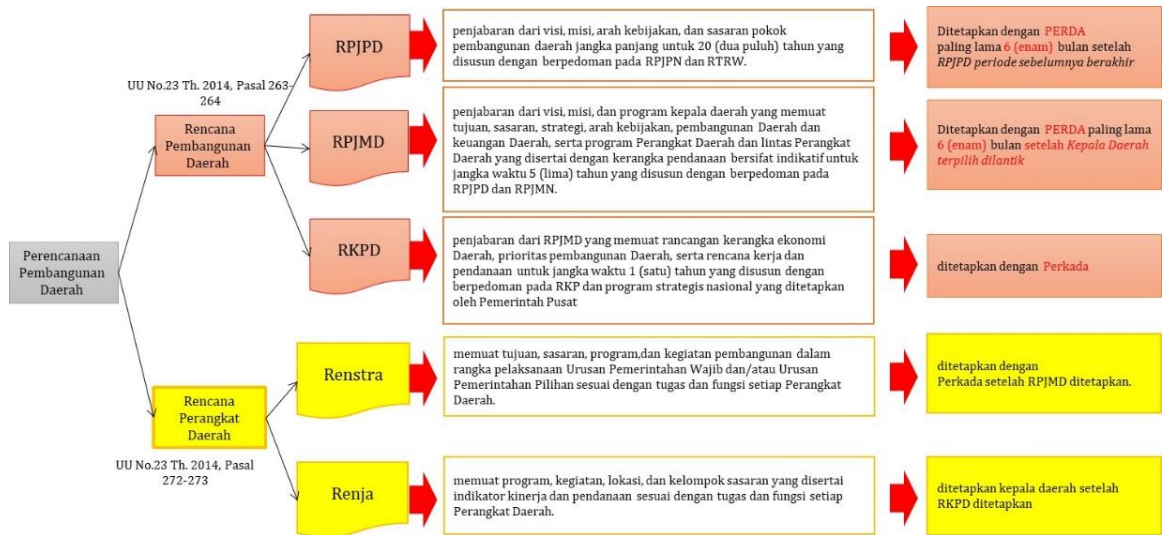 Perencanaan
Pembangunan
Daerah
UU No.23 Th. 2014, Pasal 263-
264
Rencana
Pembangunan
Daerah
RPJPD
penjabaran dari visi, misi, arah kebijakan, dan sasaran pokok
pembangunan daerah jangka panjang untuk 20 (dua puluh) tahun yang
disusun dengan berpedoman pada RPJPN dan RTRW.
Ditetapkan dengan PERDA
paling lama 6 (enam) bulan setelah
RPJPD periode sebelumnya berakhir
RPJMD
penjabaran dari visi, misi, dan program kepala daerah yang memuat
tujuan, sasaran, strategi, arah kebijakan, pembangunan Daerah dan
keuangan Daerah, serta program Perangkat Daerah dan lintas Perangkat
Daerah yang disertai dengan kerangka pendanaan bersifat indikatif untuk
jangka waktu 5 (lima) tahun yang disusun dengan berpedoman pada
RPJPD dan RPJMN.
Ditetapkan dengan PERDA paling lama
6 (enam) bulan setelah Kepala Daerah
terpilih dilantik
RKPD
penjabaran dari RPJMD yang memuat rancangan kerangka ekonomi
Daerah, prioritas pembangunan Daerah, serta rencana kerja dan
pendanaan untuk jangka waktu 1 (satu) tahun yang disusun dengan
berpedoman pada RKP dan program strategis nasional yang ditetapkan
oleh Pemerintah Pusat
ditetapkan dengan Perkada
Rencana
Perangkat
Daerah
UU No.23 Th. 2014, Pasal
272-273
Renstra
memuat tujuan, sasaran, program,dan kegiatan pembangunan dalam
rangka pelaksanaan Urusan Pemerintahan Wajib dan/atau Urusan
Pemerintahan Pilihan sesuai dengan tugas dan fungsi setiap Perangkat
Daerah.
ditetapkan dengan
Perkada setelah RPJMD ditetapkan.
Renja
memuat program, kegiatan, lokasi, dan kelompok sasaran yang disertai
indikator kinerja dan pendanaan sesuai dengan tugas dan fungsi setiap
Perangkat Daerah.
ditetapkan kepala daerah setelah
RKPD ditetapkan